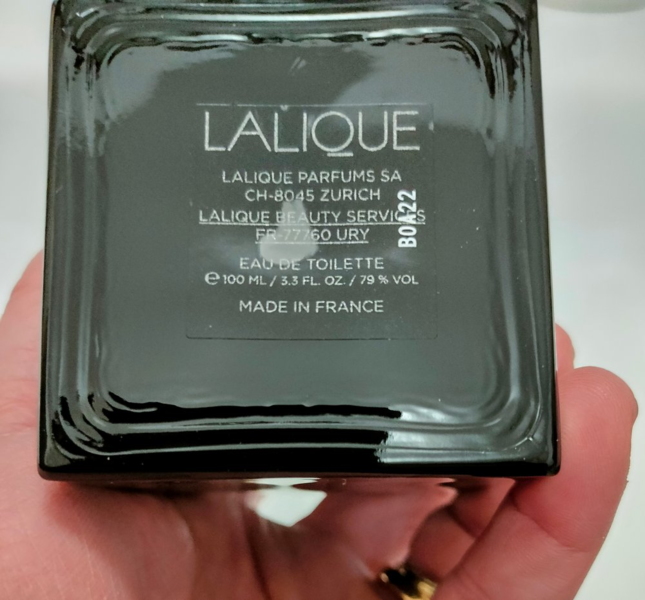 LALIQUE
LALIQUE PARFUMS SA
CH-8045 ZURICH
LALIQUE BEAUTY SERVICES
FR-77760 URY
B0A22
EAU DE TOILETTE
℮ 100 ML / 3.3 FL. OZ. / 79 % VOL
MADE IN FRANCE